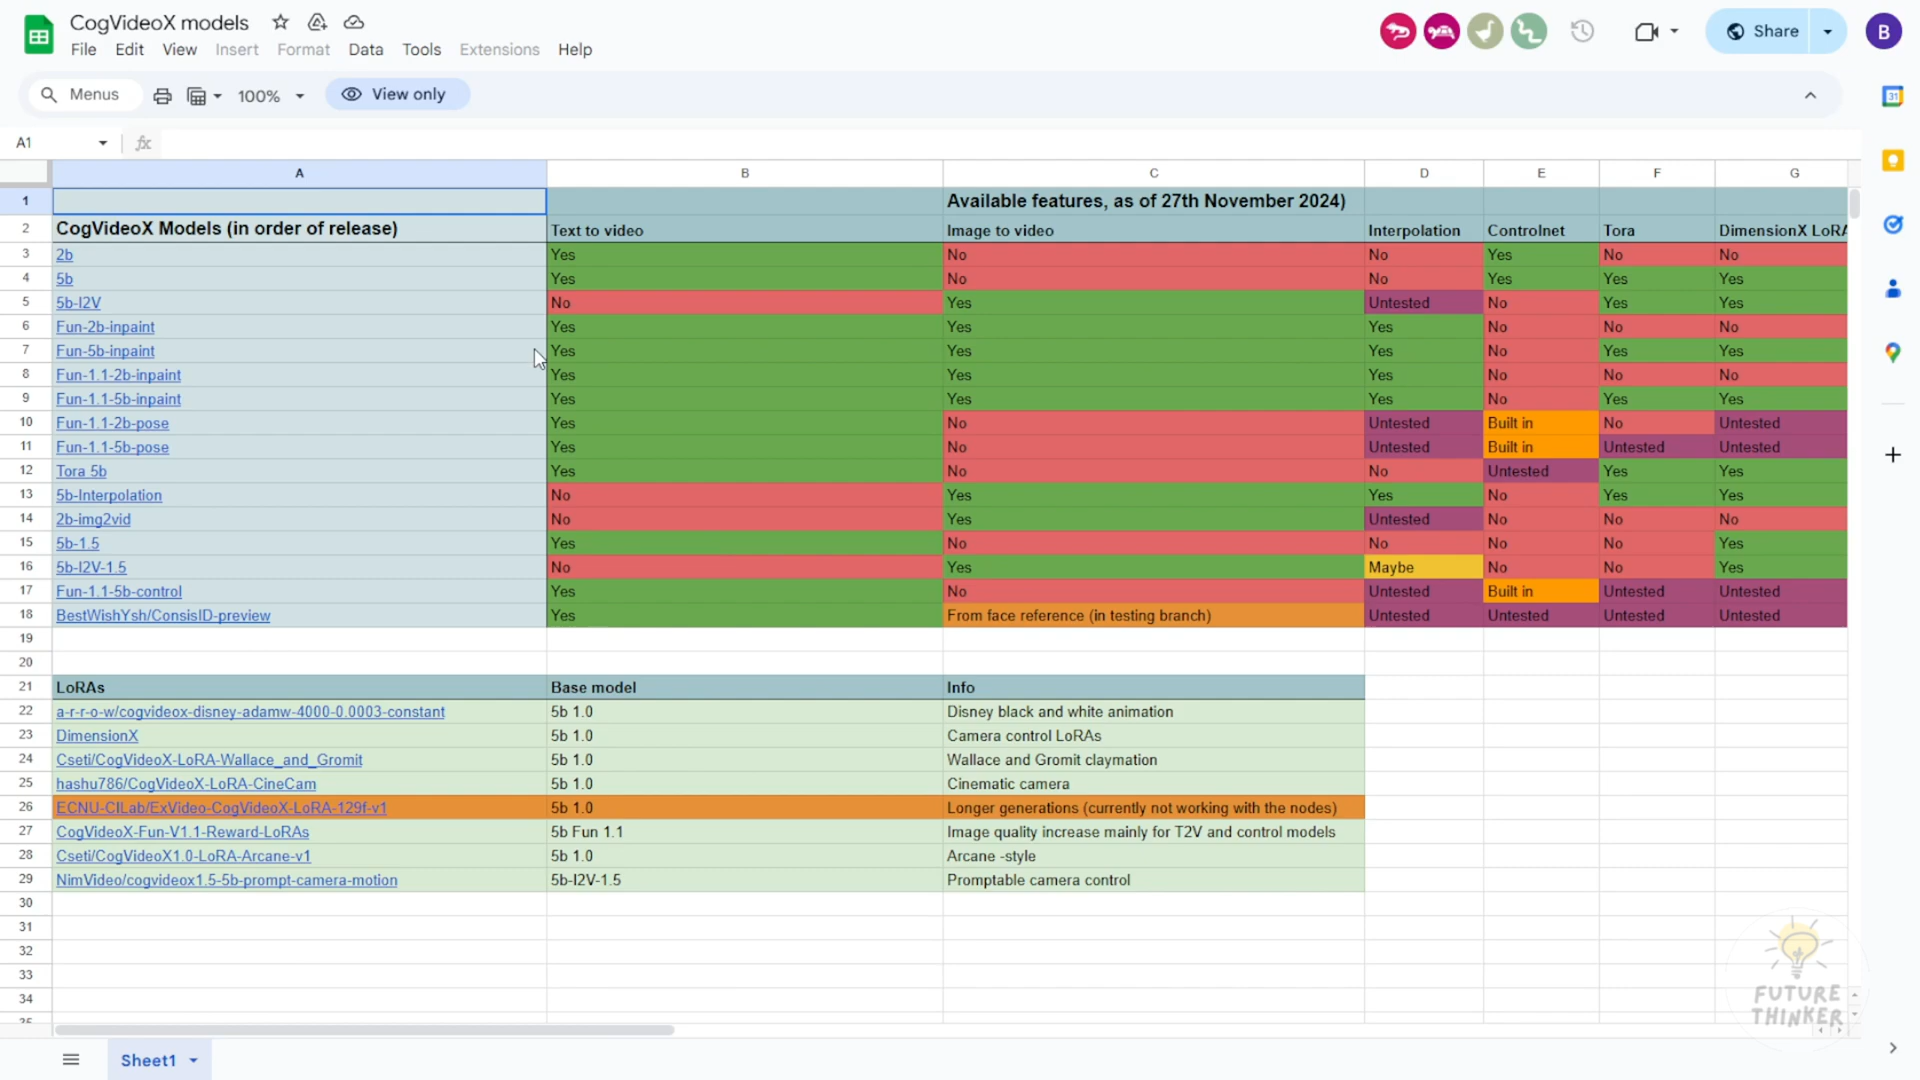 CogVideoX models
File Edit View Insert Format Data Tools Extensions Help
Share
B
Menus
100%
View only
31
A1
fx
A B C D E F G
1 Available features, as of 27th November 2024)
2 CogVideoX Models (in order of release) Text to video Image to video Interpolation Controlnet Tora DimensionX LoRA
3 2b Yes No No Yes No No
4 5b Yes No No Yes Yes Yes
5 5b-I2V No Yes Untested No Yes Yes
6 Fun-2b-inpaint Yes Yes Yes No No No
7 Fun-5b-inpaint Yes Yes Yes No Yes Yes
8 Fun-1.1-2b-inpaint Yes Yes Yes No No No
9 Fun-1.1-5b-inpaint Yes Yes Yes No Yes Yes
10 Fun-1.1-2b-pose Yes No Untested Built in No Untested
11 Fun-1.1-5b-pose Yes No Untested Built in Untested Untested
12 Tora 5b Yes No No Untested Yes Yes
13 5b-Interpolation No Yes Yes No Yes Yes
14 2b-img2vid No Yes Untested No No No
15 5b-1.5 Yes No No No No Yes
16 5b-I2V-1.5 No Yes Maybe No No Yes
17 Fun-1.1-5b-control Yes No Untested Built in Untested Untested
18 BestWishYsh/ConsisID-preview Yes From face reference (in testing branch) Untested Untested Untested Untested
19
20
21 LoRAs Base model Info
22 a-r-r-o-w/cogvideox-disney-adamw-4000-0.0003-constant 5b 1.0 Disney black and white animation
23 DimensionX 5b 1.0 Camera control LoRAs
24 Cseti/CogVideoX-LoRA-Wallace_and_Gromit 5b 1.0 Wallace and Gromit claymation
25 hashu786/CogVideoX-LoRA-CineCam 5b 1.0 Cinematic camera
26 ECNU-CILab/ExVideo-CogVideoX-LoRA-129f-v1 5b 1.0 Longer generations (currently not working with the nodes)
27 CogVideoX-Fun-V1.1-Reward-LoRAs 5b Fun 1.1 Image quality increase mainly for T2V and control models
28 Cseti/CogVideoX1.0-LoRA-Arcane-v1 5b 1.0 Arcane -style
29 NimVideo/cogvideox1.5-5b-prompt-camera-motion 5b-I2V-1.5 Promptable camera control
30
31
32
33
34
35
FUTURE
THINKER
Sheet1